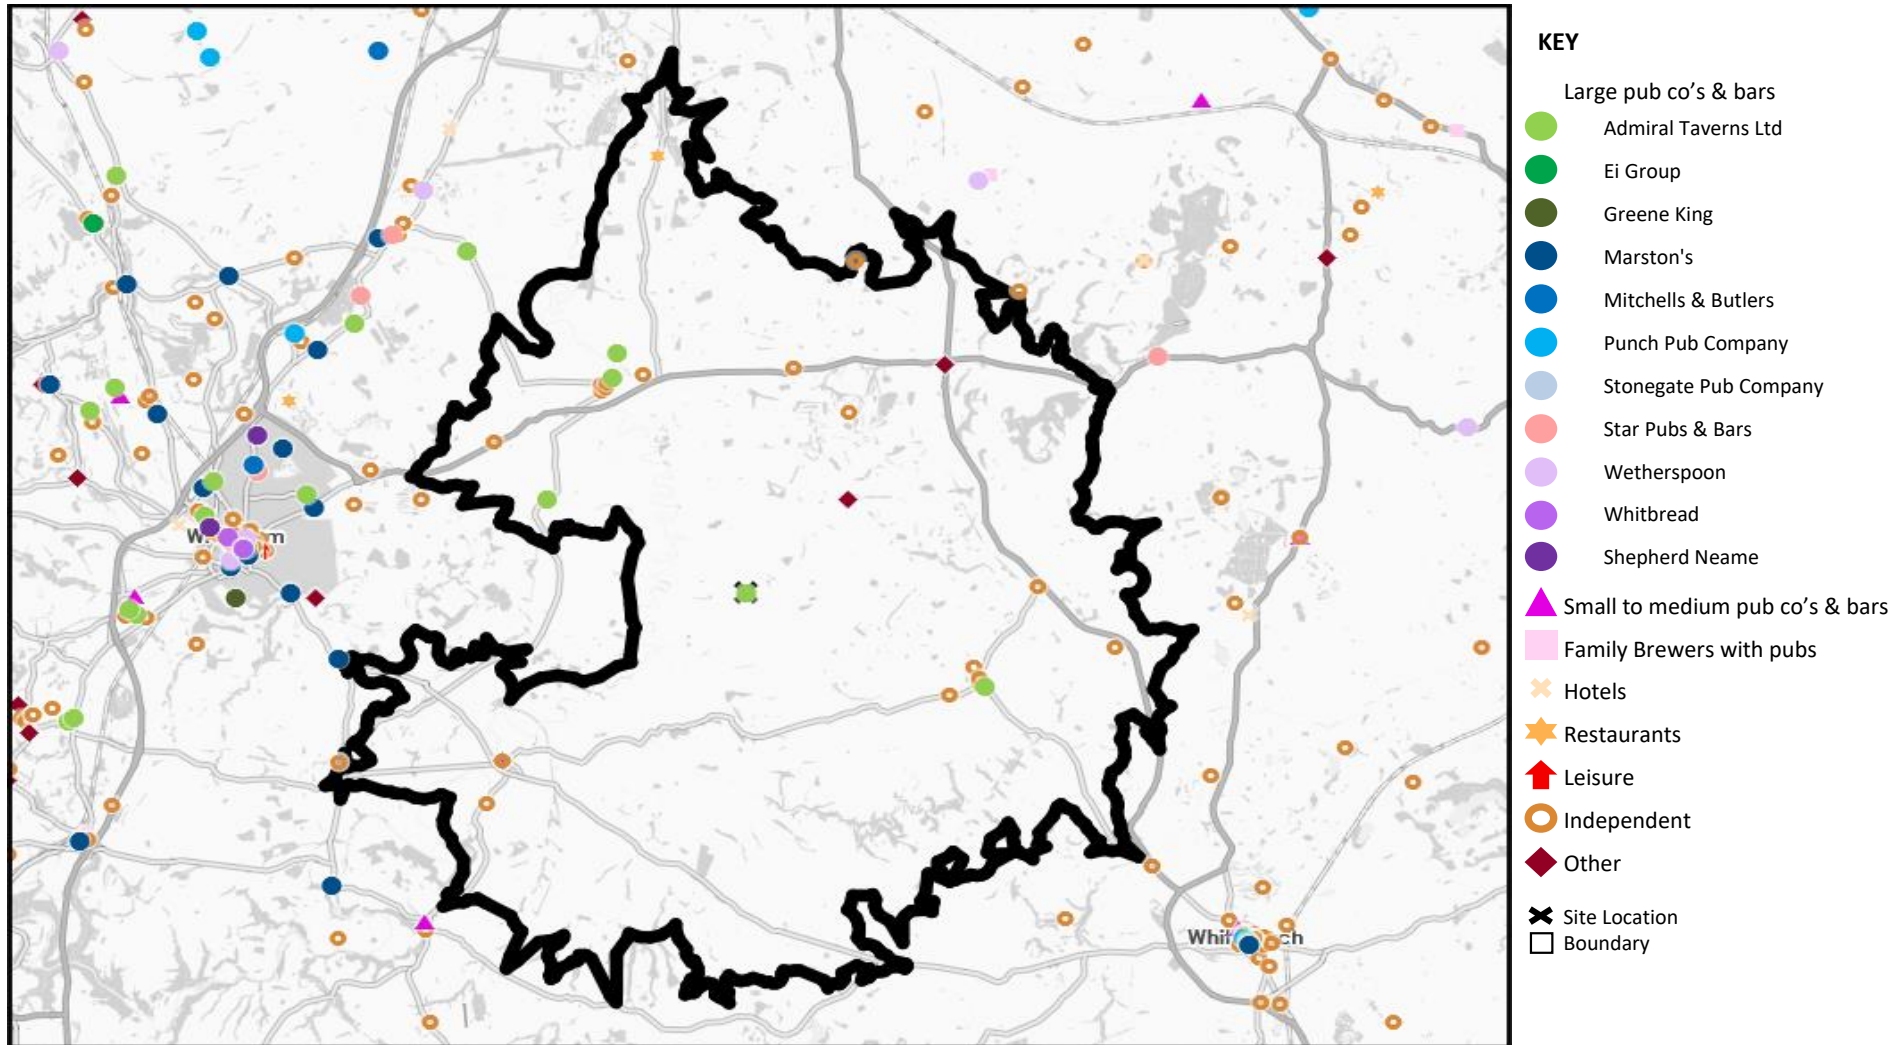 KEY
Large pub co's & bars
Admiral Taverns Ltd
Ei Group
Greene King
Marston's
Mitchells & Butlers
Punch Pub Company
Stonegate Pub Company
Star Pubs & Bars
Wetherspoon
Whitbread
Shepherd Neame
Small to medium pub co's & bars
Family Brewers with pubs
Hotels
Restaurants
Leisure
Independent
Other
Site Location
Boundary